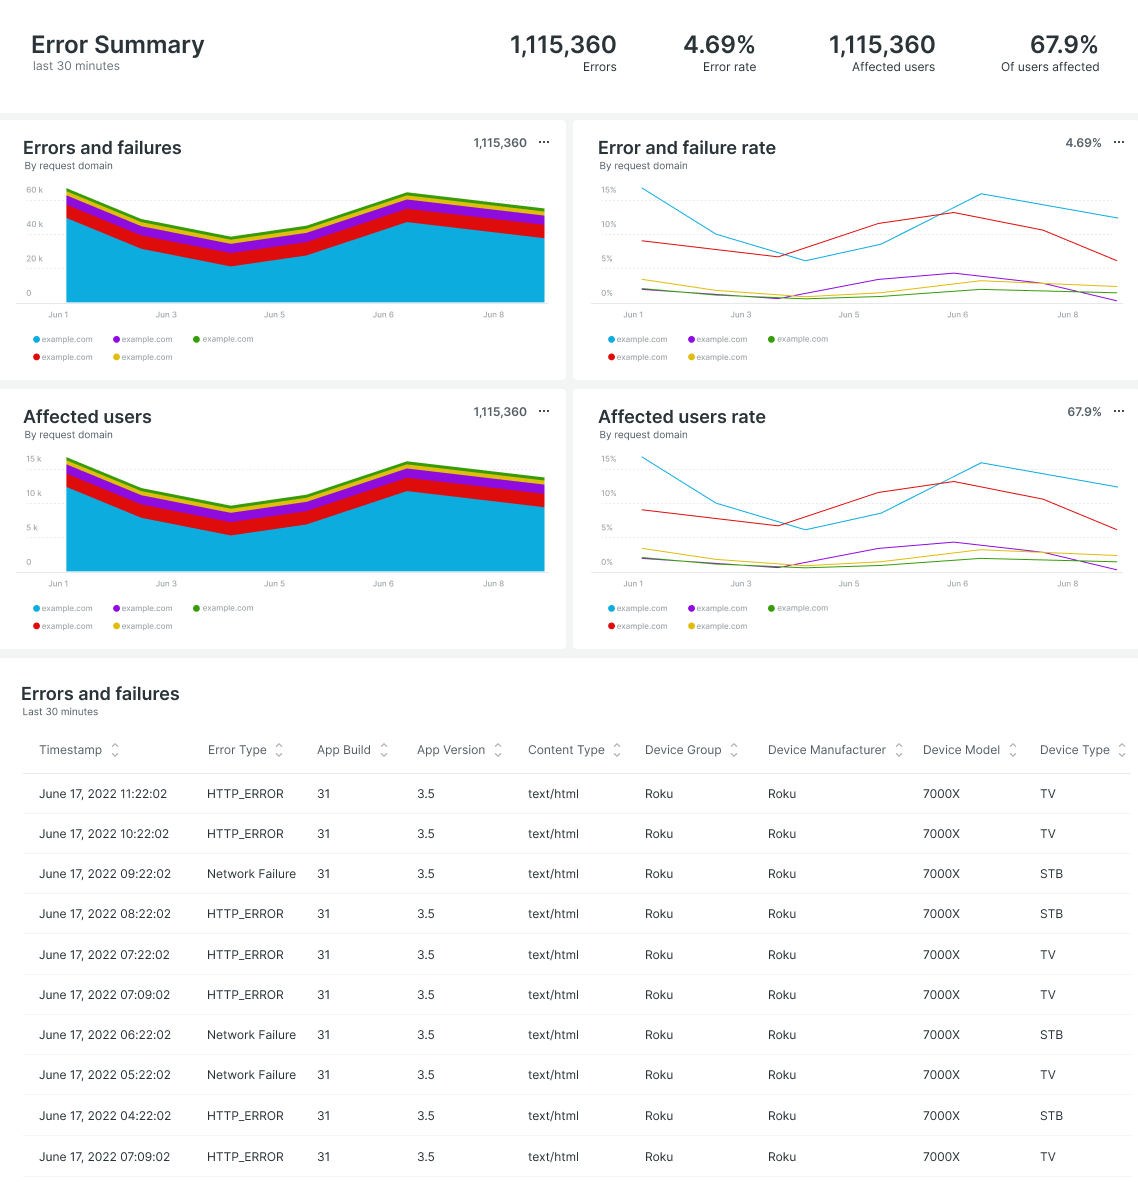 Error Summary
last 30 minutes
1,115,360
Errors
4.69%
Error rate
1,115,360
Affected users
67.9%
Of users affected
Errors and failures
By request domain
1,115,360 ...
60 k
40 k
20 k
0
Jun 1 Jun 3 Jun 5 Jun 6 Jun 8
example.com example.com example.com
example.com example.com
Error and failure rate
By request domain
4.69% ...
15%
10%
5%
0%
Jun 1 Jun 3 Jun 5 Jun 6 Jun 8
example.com example.com example.com
example.com example.com
Affected users
By request domain
1,115,360 ...
15 k
10 k
5 k
0
Jun 1 Jun 3 Jun 5 Jun 6 Jun 8
example.com example.com example.com
example.com example.com
Affected users rate
By request domain
67.9% ...
15%
10%
5%
0%
Jun 1 Jun 3 Jun 5 Jun 6 Jun 8
example.com example.com example.com
example.com example.com
Errors and failures
Last 30 minutes
Timestamp Error Type App Build App Version Content Type Device Group Device Manufacturer Device Model Device Type
June 17, 2022 11:22:02 HTTP_ERROR 31 3.5 text/html Roku Roku 7000X TV
June 17, 2022 10:22:02 HTTP_ERROR 31 3.5 text/html Roku Roku 7000X TV
June 17, 2022 09:22:02 Network Failure 31 3.5 text/html Roku Roku 7000X STB
June 17, 2022 08:22:02 HTTP_ERROR 31 3.5 text/html Roku Roku 7000X STB
June 17, 2022 07:22:02 HTTP_ERROR 31 3.5 text/html Roku Roku 7000X TV
June 17, 2022 07:09:02 HTTP_ERROR 31 3.5 text/html Roku Roku 7000X TV
June 17, 2022 06:22:02 Network Failure 31 3.5 text/html Roku Roku 7000X STB
June 17, 2022 05:22:02 Network Failure 31 3.5 text/html Roku Roku 7000X TV
June 17, 2022 04:22:02 HTTP_ERROR 31 3.5 text/html Roku Roku 7000X STB
June 17, 2022 07:09:02 HTTP_ERROR 31 3.5 text/html Roku Roku 7000X TV